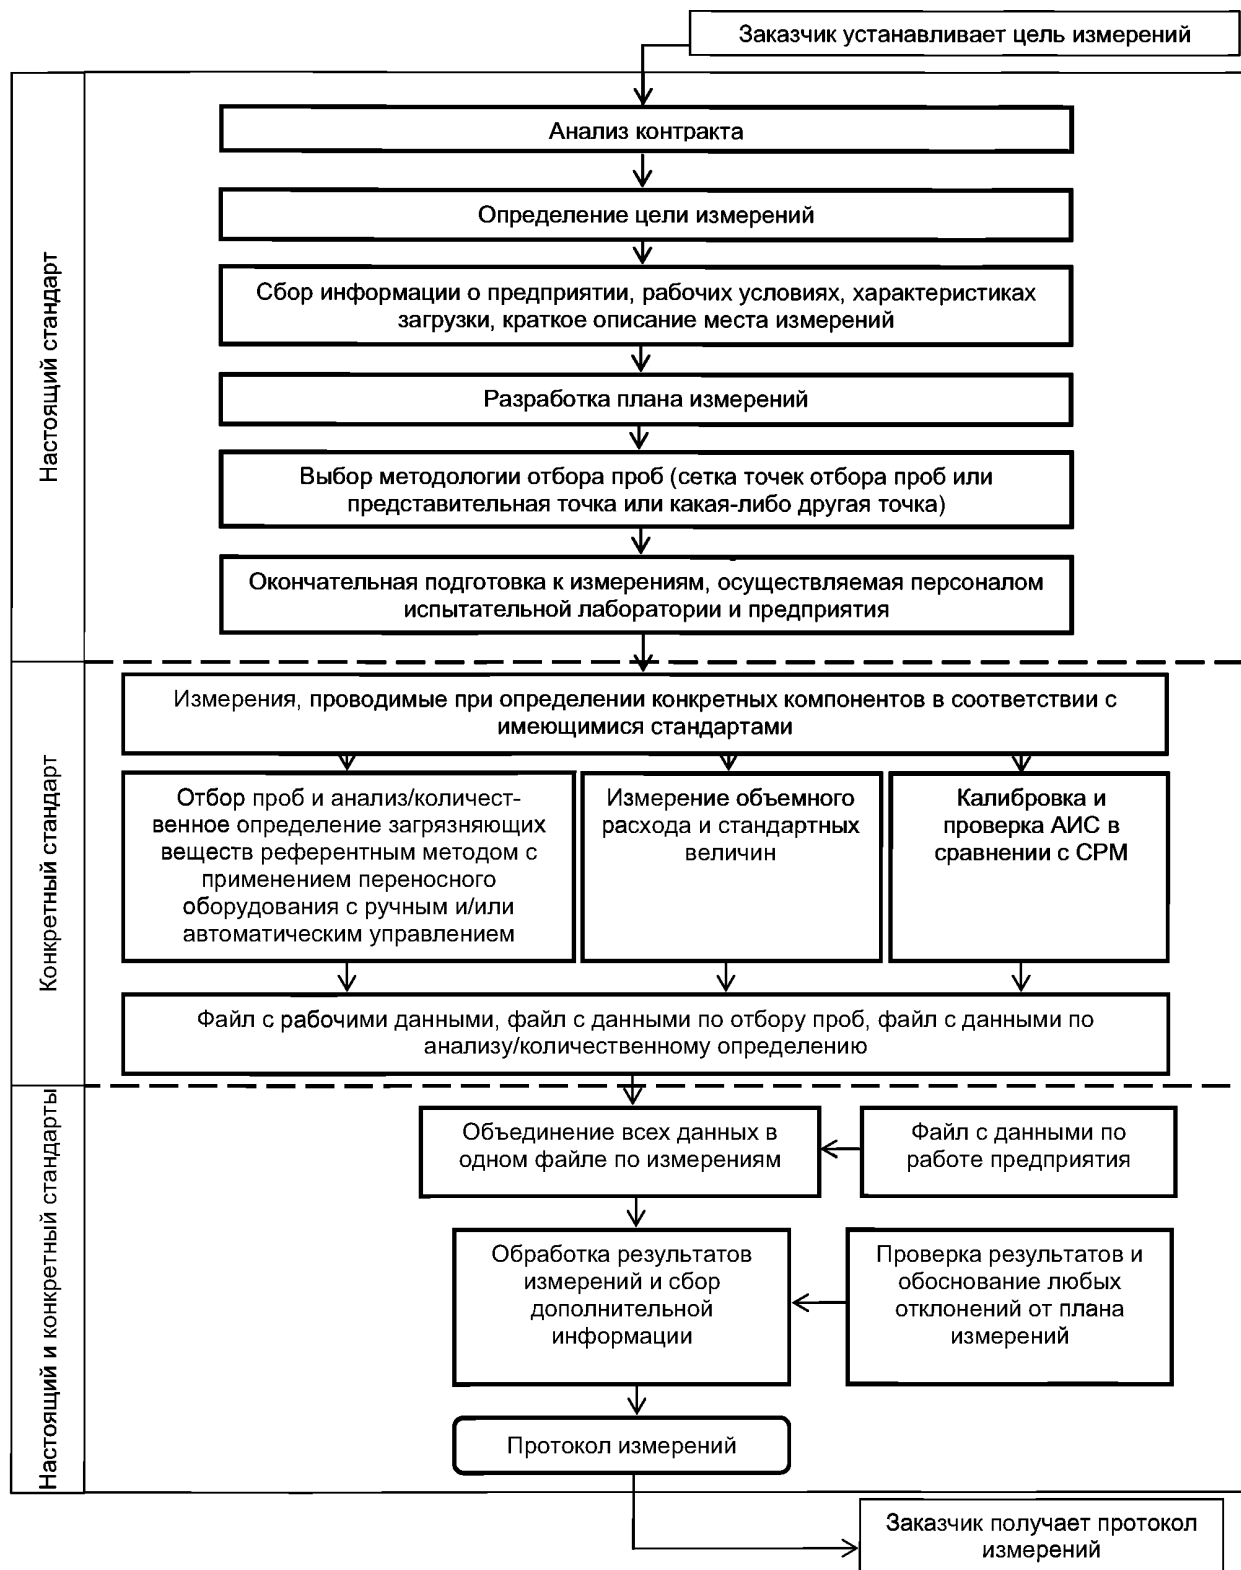 Заказчик устанавливает цель измерений
Настоящий стандарт
Анализ контракта
Определение цели измерений
Сбор информации о предприятии, рабочих условиях, характеристиках
загрузки, краткое описание места измерений
Разработка плана измерений
Выбор методологии отбора проб (сетка точек отбора проб или
представительная точка или какая-либо другая точка)
Окончательная подготовка к измерениям, осуществляемая персоналом
испытательной лаборатории и предприятия
Конкретный стандарт
Измерения, проводимые при определении конкретных компонентов в соответствии с
имеющимися стандартами
Отбор проб и анализ/количест-
венное определение загрязняющих
веществ референтным методом с
применением переносного
оборудования с ручным и/или
автоматическим управлением
Измерение объемного
расхода и стандартных
величин
Калибровка и
проверка АИС в
сравнении с СРМ
Файл с рабочими данными, файл с данными по отбору проб, файл с данными по
анализу/количественному определению
Настоящий и конкретный стандарты
Объединение всех данных в
одном файле по измерениям
Файл с данными по
работе предприятия
Обработка результатов
измерений и сбор
дополнительной
информации
Проверка результатов и
обоснование любых
отклонений от плана
измерений
Протокол измерений
Заказчик получает протокол
измерений